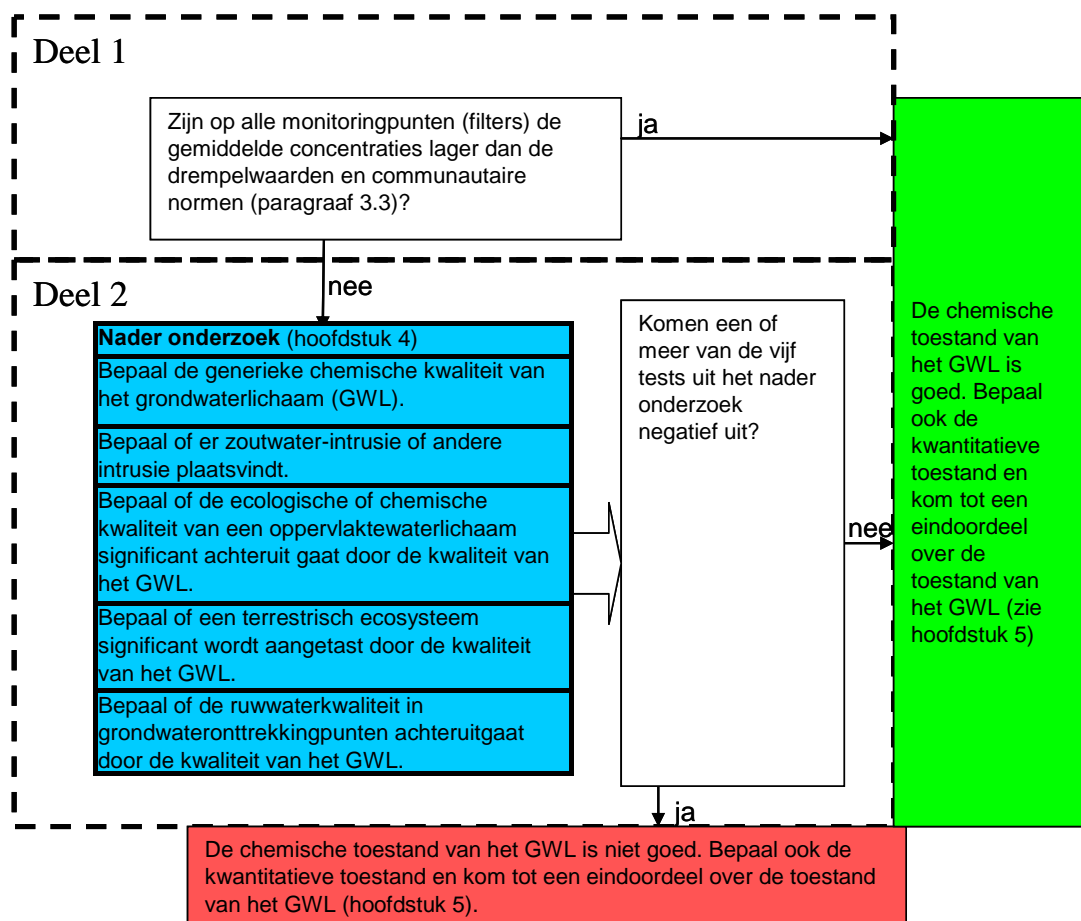 Deel 1
Zijn op alle monitoringpunten (filters) de
gemiddelde concentraties lager dan de
drempelwaarden en communautaire
normen (paragraaf 3.3)?
ja
nee
Deel 2
Nader onderzoek (hoofdstuk 4)
Bepaal de generieke chemische kwaliteit van
het grondwaterlichaam (GWL).
Bepaal of er zoutwater-intrusie of andere
intrusie plaatsvindt.
Bepaal of de ecologische of chemische
kwaliteit van een oppervlaktewaterlichaam
significant achteruit gaat door de kwaliteit van
het GWL.
Bepaal of een terrestrisch ecosysteem
significant wordt aangetast door de kwaliteit
van het GWL.
Bepaal of de ruwwaterkwaliteit in
grondwateronttrekkingpunten achteruitgaat
door de kwaliteit van het GWL.
Komen een of
meer van de vijf
tests uit het nader
onderzoek
negatief uit?
nee
ja
De chemische
toestand van
het GWL is
goed. Bepaal
ook de
kwantitatieve
toestand en
kom tot een
eindoordeel
over de
toestand van
het GWL (zie
hoofdstuk 5)
De chemische toestand van het GWL is niet goed. Bepaal ook de
kwantitatieve toestand en kom tot een eindoordeel over de toestand
van het GWL (hoofdstuk 5).